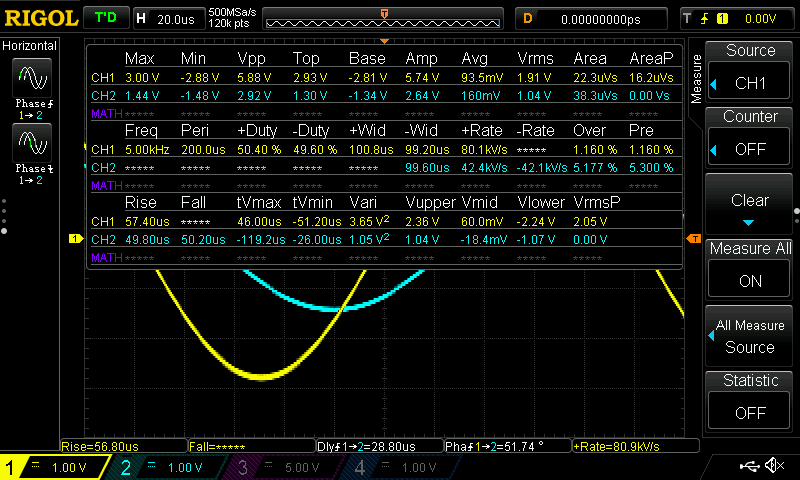 RIGOL T'D H 20.0us 500MSa/s 120k pts T D 0.00000000ps T 1 0.00V
Horizontal
Phase
1→2
Phase
1→2
Max Min Vpp Top Base Amp Avg Vrms Area AreaP
CH1 3.00 V -2.88 V 5.88 V 2.93 V -2.81 V 5.74 V 93.5mV 1.91 V 22.3uVs 16.2uVs
CH2 1.44 V -1.48 V 2.92 V 1.30 V -1.34 V 2.64 V 160mV 1.04 V 38.3uVs 0.00 Vs
MATH ***** ***** ***** ***** ***** ***** ***** ***** ***** *****
Freq Peri +Duty -Duty +Wid -Wid +Rate -Rate Over Pre
CH1 5.00kHz 200.0us 50.40 % 49.60 % 100.8us 99.20us 80.1kV/s ***** 1.160 % 1.160 %
CH2 ***** ***** ***** ***** ***** 99.60us 42.4kV/s -42.1kV/s 5.177 % 5.300 %
MATH ***** ***** ***** ***** ***** ***** ***** ***** ***** *****
Rise Fall tVmax tVmin Vari Vupper Vmid Vlower VrmsP
CH1 57.40us ***** 46.00us -51.20us 3.65 V² 2.36 V 60.0mV -2.24 V 2.05 V
CH2 49.80us 50.20us -119.2us -26.00us 1.05 V² 1.04 V -18.4mV -1.07 V 0.00 V
MATH ***** ***** ***** ***** ***** ***** ***** ***** *****
1
T
Measure
Source
CH1
Counter
OFF
Clear
Measure All
ON
All Measure
Source
Statistic
OFF
Rise=56.80us Fall=***** Dly1→2=28.80us Pha1→2=51.74 ° +Rate=80.9kV/s
1 1.00 V 2 1.00 V 3 5.00 V 4 1.00 V